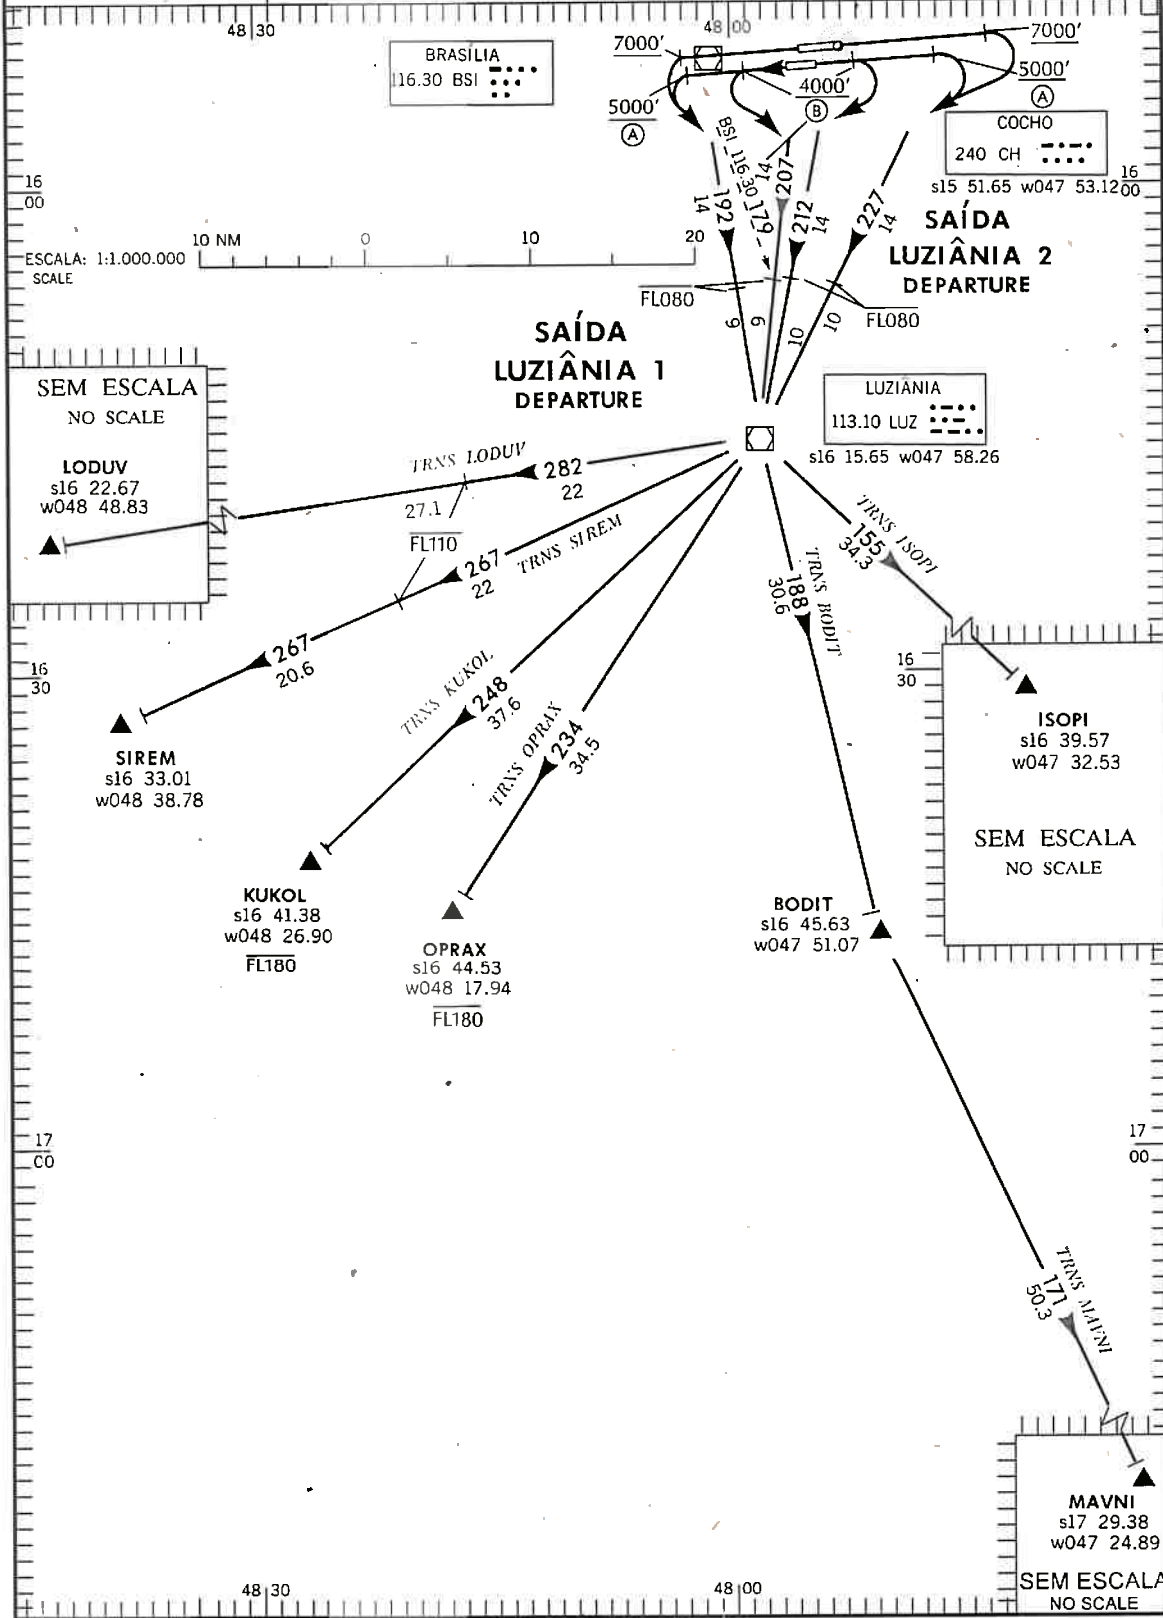 48 30
48 00
BRASÍLIA
116.30 BSI
7000'
7000'
5000'
A
4000'
B
5000'
A
COCHO
240 CH
s15 51.65 w047 53.12
16
00
16
00
BSI 116.30 179
192
14
14
207
212
14
227
14
SAÍDA
LUZIÂNIA 2
DEPARTURE
10 NM 0 10 20
ESCALA: 1:1.000.000
SCALE
FL080
FL080
9
9
10
10
SAÍDA
LUZIÂNIA 1
DEPARTURE
LUZIÂNIA
113.10 LUZ
s16 15.65 w047 58.26
SEM ESCALA
NO SCALE
LODUV
s16 22.67
w048 48.83
TRNS LODUV
282
22
27.1
FL110
TRNS SIREM
267
22
267
20.6
TRNS KUKOL
248
37.6
TRNS OPRAX
234
34.5
TRNS BODIT
188
30.6
TRNS ISOPI
155
34.3
16
30
16
30
SIREM
s16 33.01
w048 38.78
KUKOL
s16 41.38
w048 26.90
FL180
OPRAX
s16 44.53
w048 17.94
FL180
BODIT
s16 45.63
w047 51.07
ISOPI
s16 39.57
w047 32.53
SEM ESCALA
NO SCALE
17
00
17
00
TRNS MAVNI
171
50.3
MAVNI
s17 29.38
w047 24.89
SEM ESCALA
NO SCALE
48 30
48 00